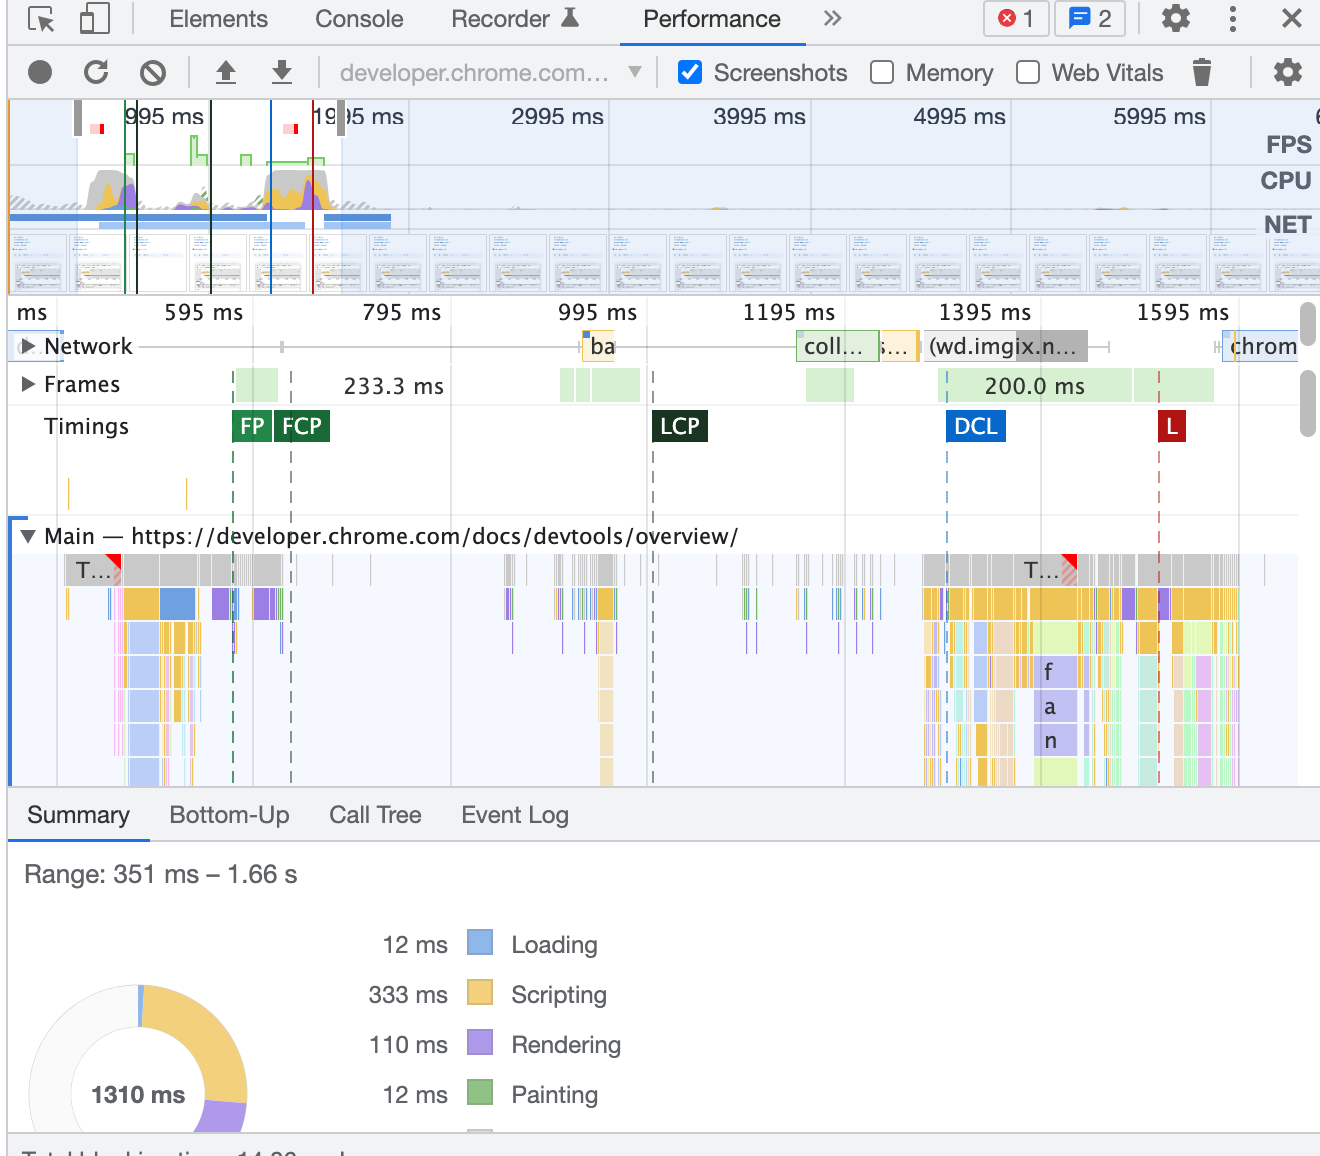 Elements Console Recorder Performance 1 2
developer.chrome.com... Screenshots Memory Web Vitals
995 ms 1995 ms 2995 ms 3995 ms 4995 ms 5995 ms 6
FPS
CPU
NET
ms 595 ms 795 ms 995 ms 1195 ms 1395 ms 1595 ms
Network ba coll... s... (wd.imgix.n... chrom
Frames 233.3 ms 200.0 ms
Timings FP FCP LCP DCL L
Main — https://developer.chrome.com/docs/devtools/overview/
T... T...
f
a
n
Summary Bottom-Up Call Tree Event Log
Range: 351 ms – 1.66 s
12 ms Loading
333 ms Scripting
110 ms Rendering
1310 ms
12 ms Painting